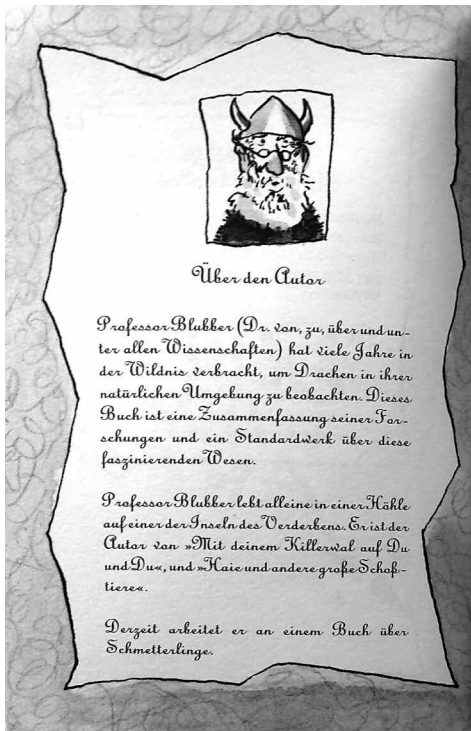 Über den Autor
Professor Blubber (Dr. von, zu, über und un-
ter allen Wissenschaften) hat viele Jahre in
der Wildnis verbracht, um Drachen in ihrer
natürlichen Umgebung zu beobachten. Dieses
Buch ist eine Zusammenfassung seiner For-
schungen und ein Standardwerk über diese
faszinierenden Wesen.
Professor Blubber lebt alleine in einer Höhle
auf einer der Inseln des Verderbens. Er ist der
Autor von »Mit deinem Killerwal auf Du
und Du«, und »Haie und andere große Schoß-
tiere«.
Derzeit arbeitet er an einem Buch über
Schmetterlinge.